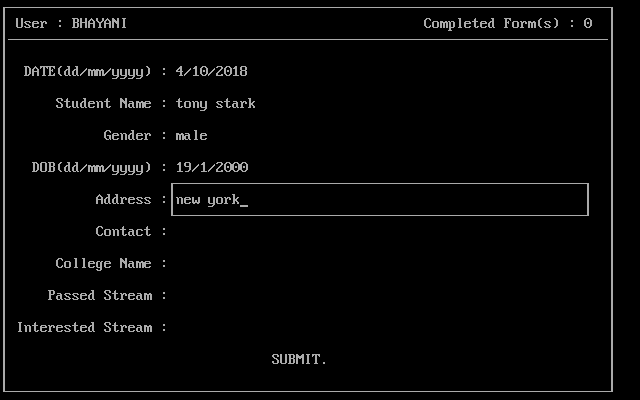 User : BHAYANI Completed Form(s) : 0
DATE(dd/mm/yyyy) : 4/10/2018
Student Name : tony stark
Gender : male
DOB(dd/mm/yyyy) : 19/1/2000
Address : new york_
Contact :
College Name :
Passed Stream :
Interested Stream :
SUBMIT.